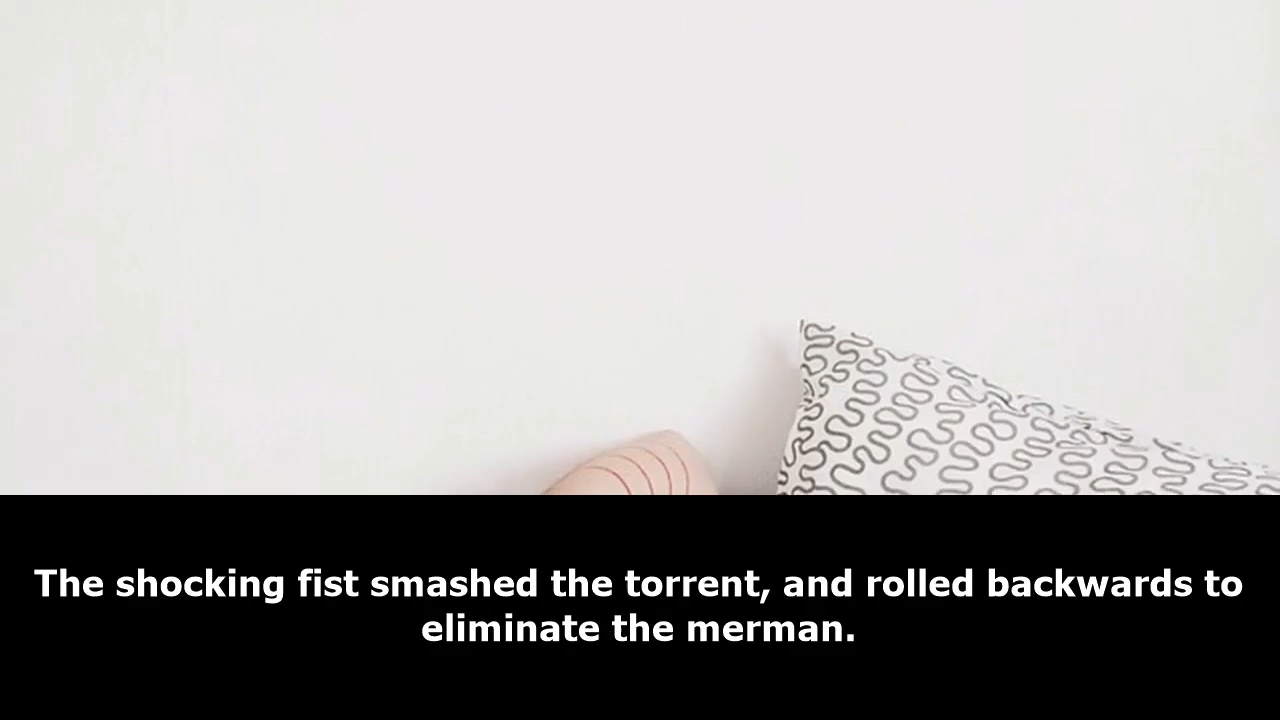 The shocking fist smashed the torrent, and rolled backwards to
eliminate the merman.